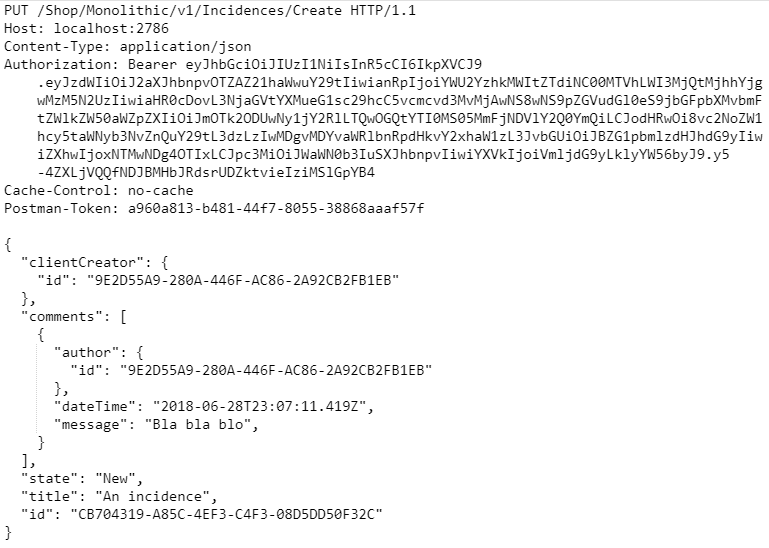 PUT /Shop/Monolithic/v1/Incidences/Create HTTP/1.1
Host: localhost:2786
Content-Type: application/json
Authorization: Bearer eyJhbGciOiJIUzI1NiIsInR5cCI6IkpXVCJ9
.eyJzdWIiOiJ2aXJhbnpvOTZAZ21haWwuY29tIiwianRpIjoiYWU2YzhkMWItZTdiNC00MTVhLWI3MjQtMjhhYjg
wMzM5N2UzIiwiaHR0cDovL3NjaGVtYXMueG1sc29hcC5vcmcvd3MvMjAwNS8wNS9pZGVudGl0eS9jbGFpbXMvbmF
tZWlkZW50aWZpZXIiOiJmOTk2ODUwNy1jY2RlLTQwOGQtYTI0MS05MmFjNDVlY2Q0YmQiLCJodHRwOi8vc2NoZW1
hcy5taWNyb3NvZnQuY29tL3dzLzIwMDgvMDYvaWRlbnRpdHkvY2xhaW1zL3JvbGUiOiJBZG1pbmlzdHJhdG9yIiw
iZXhwIjoxNTMwNDg4OTIxLCJpc3MiOiJWaWN0b3IuSXJhbnpvIiwiYXVkIjoiVmljdG9yLklyYW56byJ9.y5
-4ZXLjVQQfNDJBMHbJRdsrUDZktvieIziMSlGpYB4
Cache-Control: no-cache
Postman-Token: a960a813-b481-44f7-8055-38868aaaf57f
{
"clientCreator": {
"id": "9E2D55A9-280A-446F-AC86-2A92CB2FB1EB"
},
"comments": [
{
"author": {
"id": "9E2D55A9-280A-446F-AC86-2A92CB2FB1EB"
},
"dateTime": "2018-06-28T23:07:11.419Z",
"message": "Bla bla blo",
}
],
"state": "New",
"title": "An incidence",
"id": "CB704319-A85C-4EF3-C4F3-08D5DD50F32C"
}